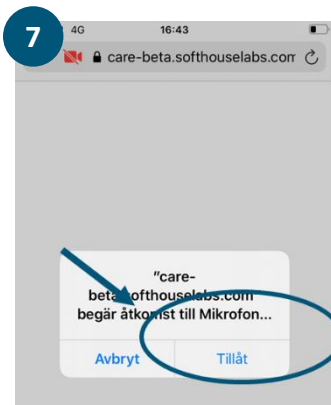 7
4G 16:43
care-beta.softhouselabs.com
"care-
beta.softhouselabs.com"
begär åtkomst till Mikrofon...
Avbryt Tillåt